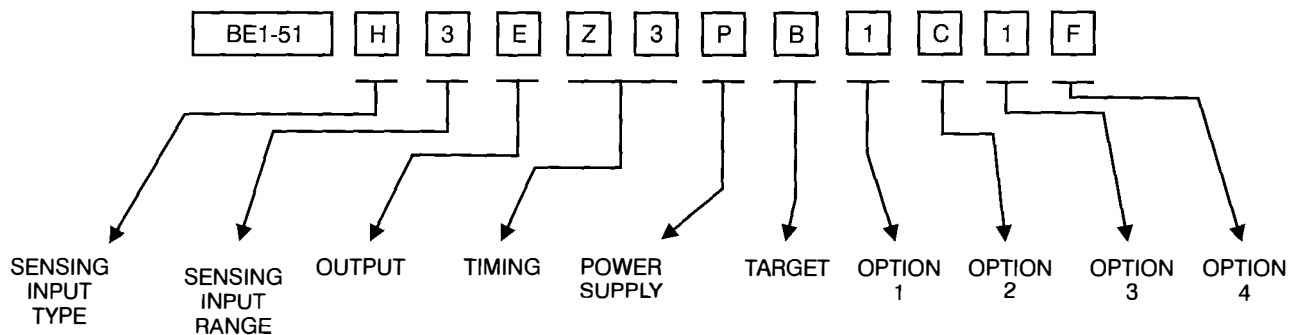 BE1-51 H 3 E Z 3 P B 1 C 1 F
SENSING INPUT TYPE
SENSING INPUT RANGE
OUTPUT
TIMING
POWER SUPPLY
TARGET
OPTION 1
OPTION 2
OPTION 3
OPTION 4